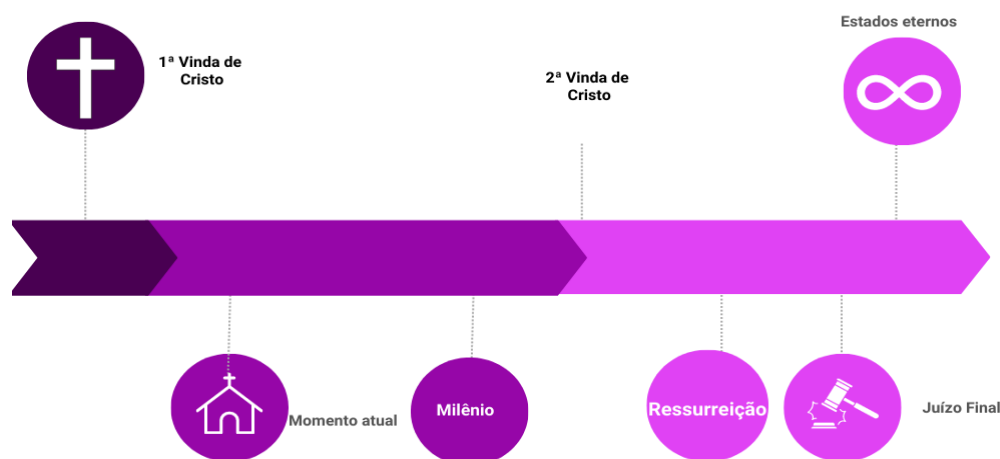 1ª Vinda de
Cristo
2ª Vinda de
Cristo
Estados eternos
Momento atual
Milênio
Ressurreição
Juízo Final